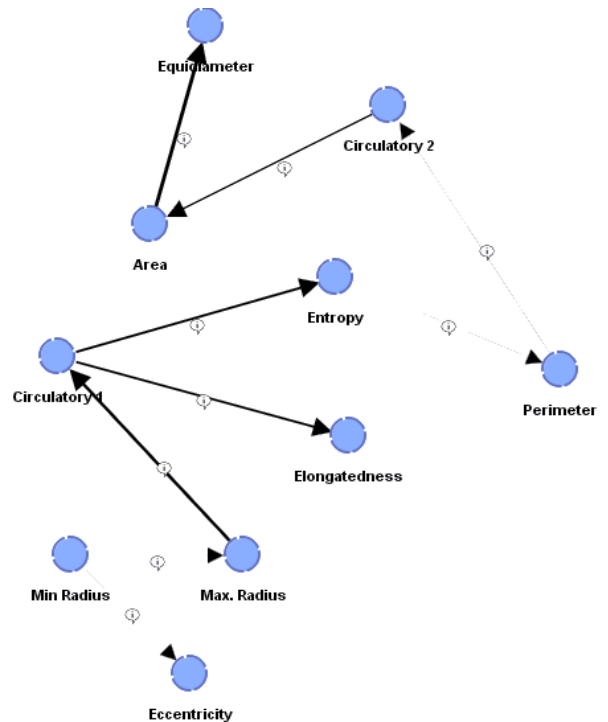 Equidiameter
Circulatory 2
Area
Entropy
Circulatory 1
Perimeter
Elongatedness
Min Radius
Max. Radius
Eccentricity